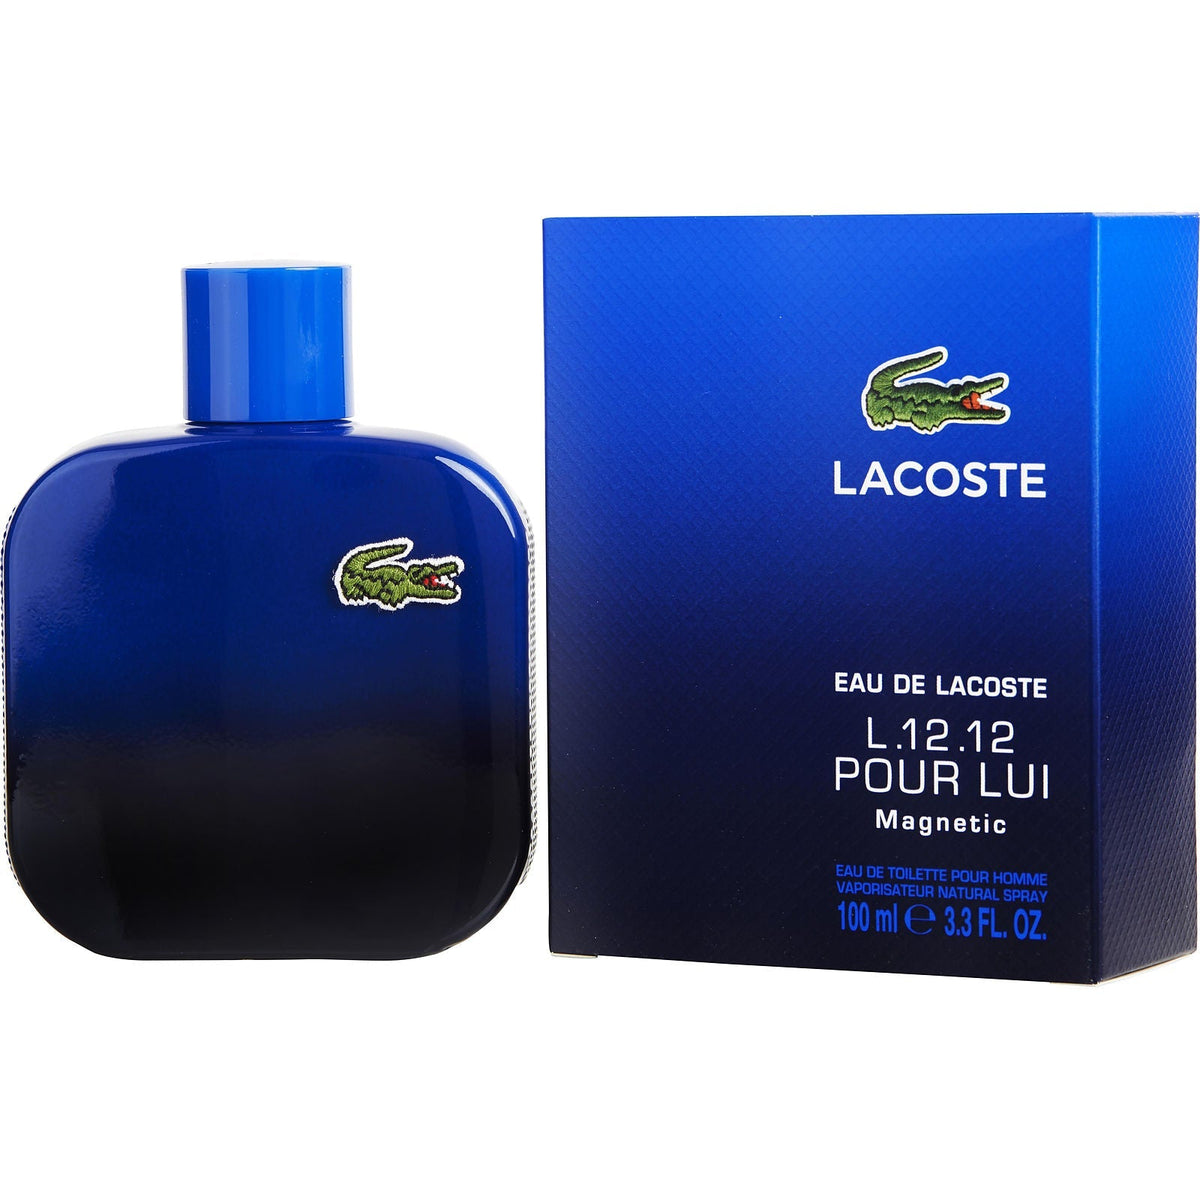 LACOSTE
EAU DE LACOSTE
L.12.12
POUR LUI
Magnetic
EAU DE TOILETTE POUR HOMME
VAPORISATEUR NATURAL SPRAY
100 ml ℮ 3.3 FL. OZ.